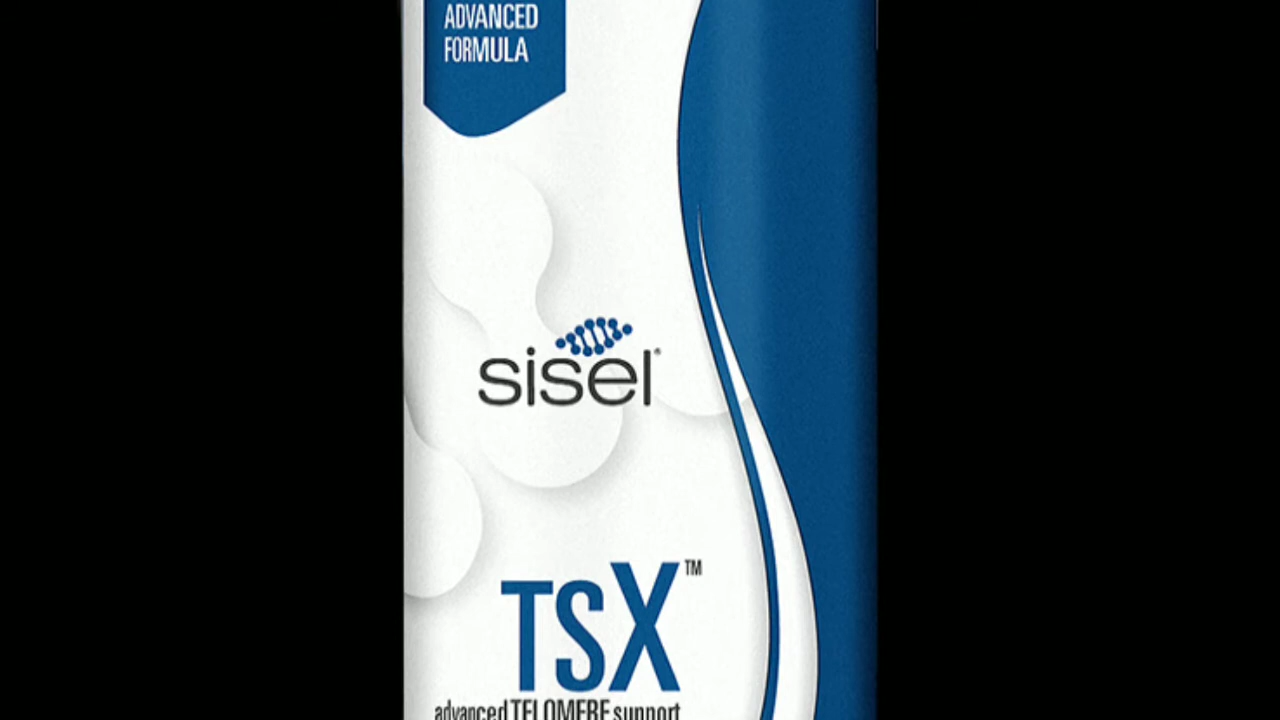 ADVANCED
FORMULA
sisel®
TSX™
advanced TELOMERE support